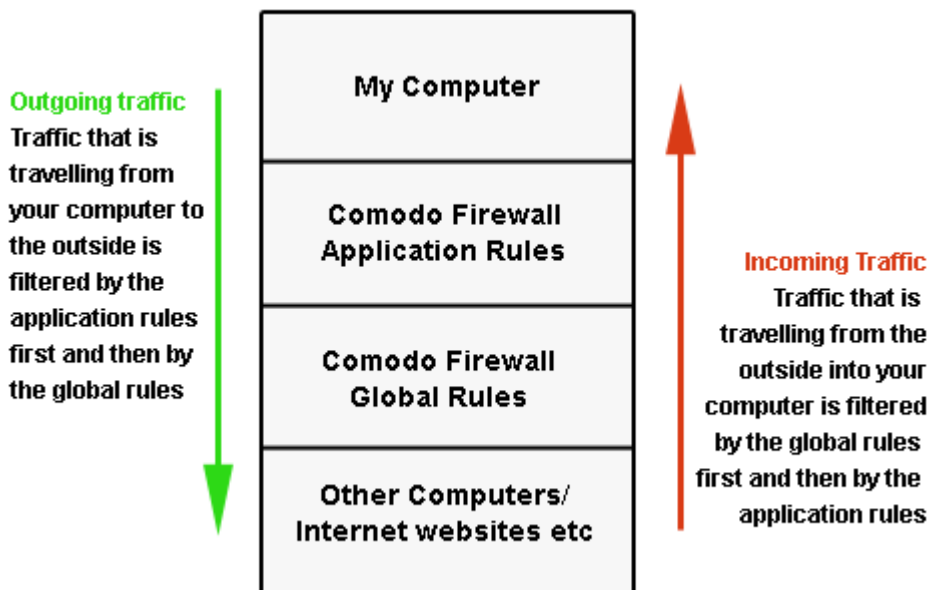 Outgoing traffic
Traffic that is
travelling from
your computer to
the outside is
filtered by the
application rules
first and then by
the global rules
My Computer
Comodo Firewall
Application Rules
Comodo Firewall
Global Rules
Other Computers/
Internet websites etc
Incoming Traffic
Traffic that is
travelling from the
outside into your
computer is filtered
by the global rules
first and then by the
application rules